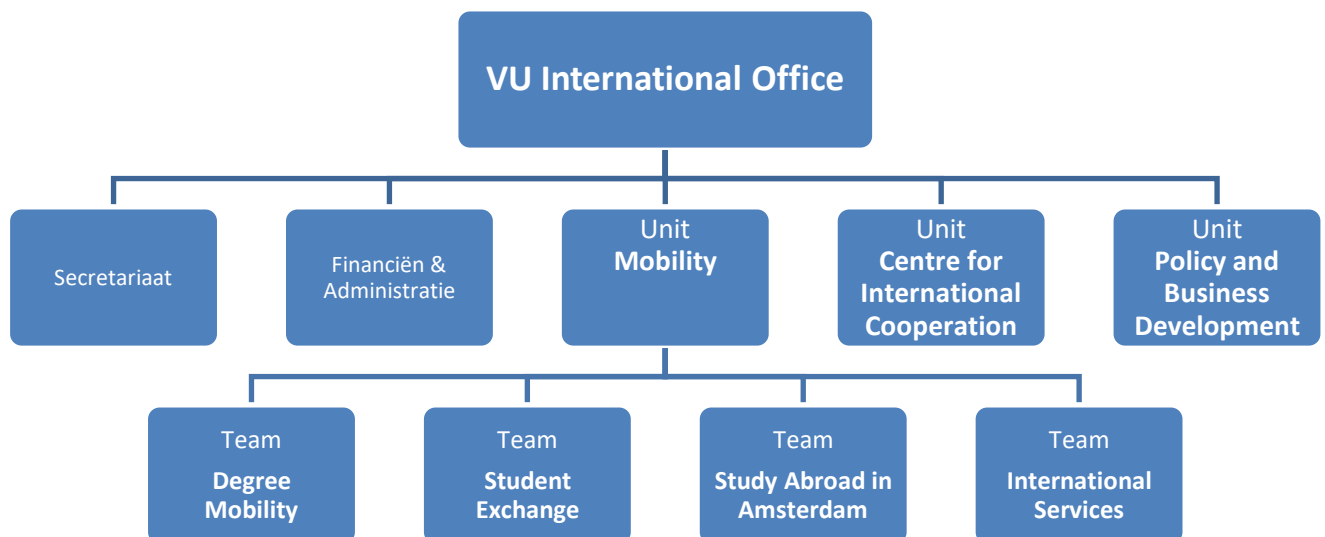 VU International Office
Secretariaat
Financiën &
Administratie
Unit
Mobility
Unit
Centre for
International
Cooperation
Unit
Policy and
Business
Development
Team
Degree
Mobility
Team
Student
Exchange
Team
Study Abroad in
Amsterdam
Team
International
Services